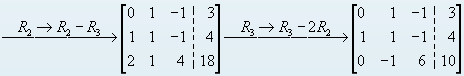 R₂ → R₂ − R₃ [0 1 −1 ¦ 3] R₃ → R₃ − 2R₂ [0 1 −1 ¦ 3]
[1 1 −1 ¦ 4] [1 1 −1 ¦ 4]
[2 1 4 ¦ 18] [0 −1 6 ¦ 10]